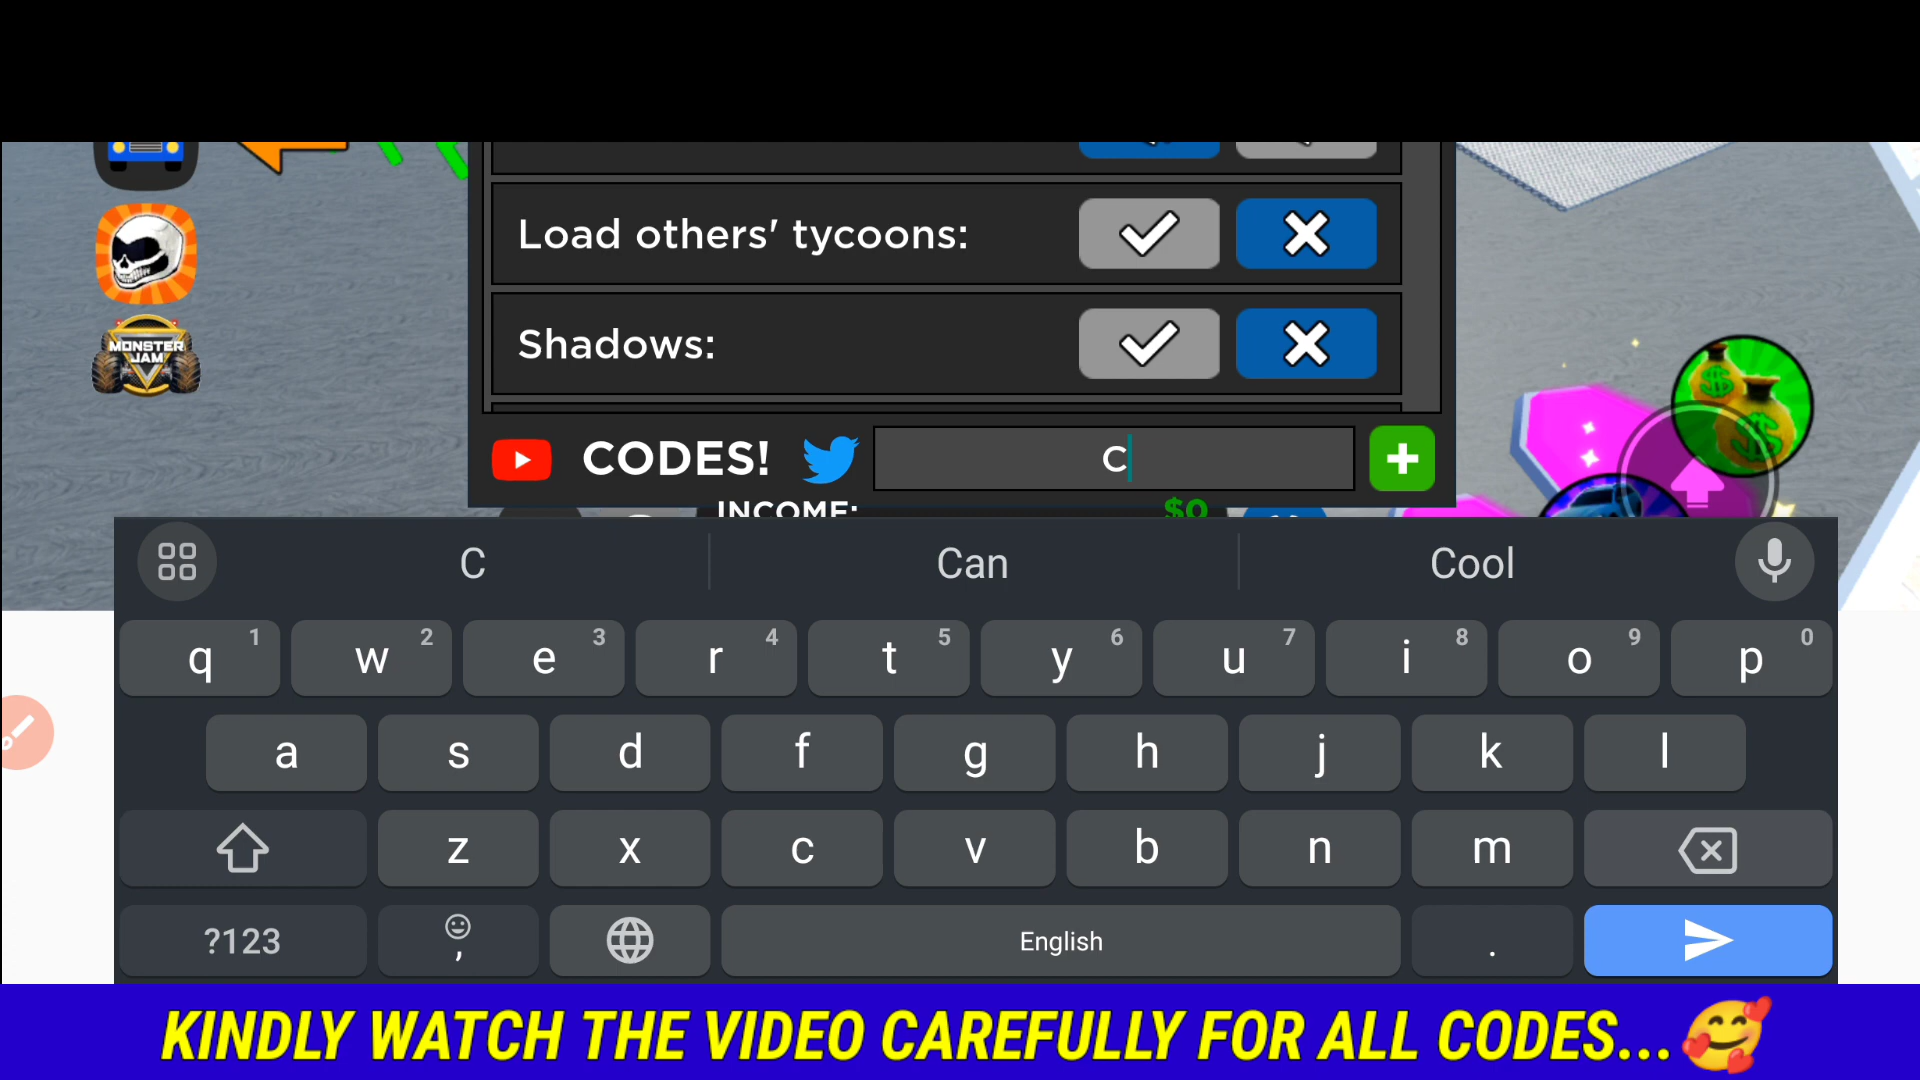 MONSTER
JAM
Load others' tycoons:
Shadows:
CODES!
C
INCOME:
$0
C
Can
Cool
q 1
w 2
e 3
r 4
t 5
y 6
u 7
i 8
o 9
p 0
a
s
d
f
g
h
j
k
l
z
x
c
v
b
n
m
?123
,
English
.
KINDLY WATCH THE VIDEO CAREFULLY FOR ALL CODES...🥰